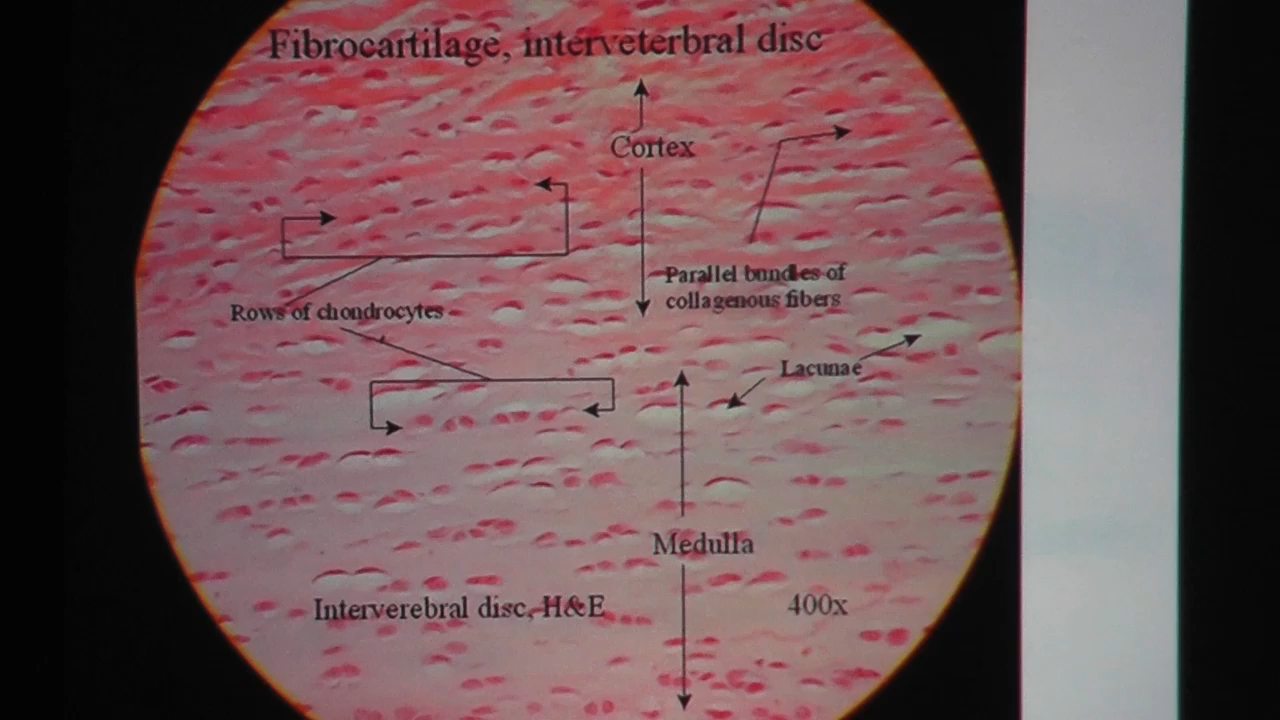 Fibrocartilage, interveterbral disc
Cortex
Parallel bundles of
collagenous fibers
Rows of chondrocytes
Lacunae
Medulla
Interverebral disc, H&E
400x